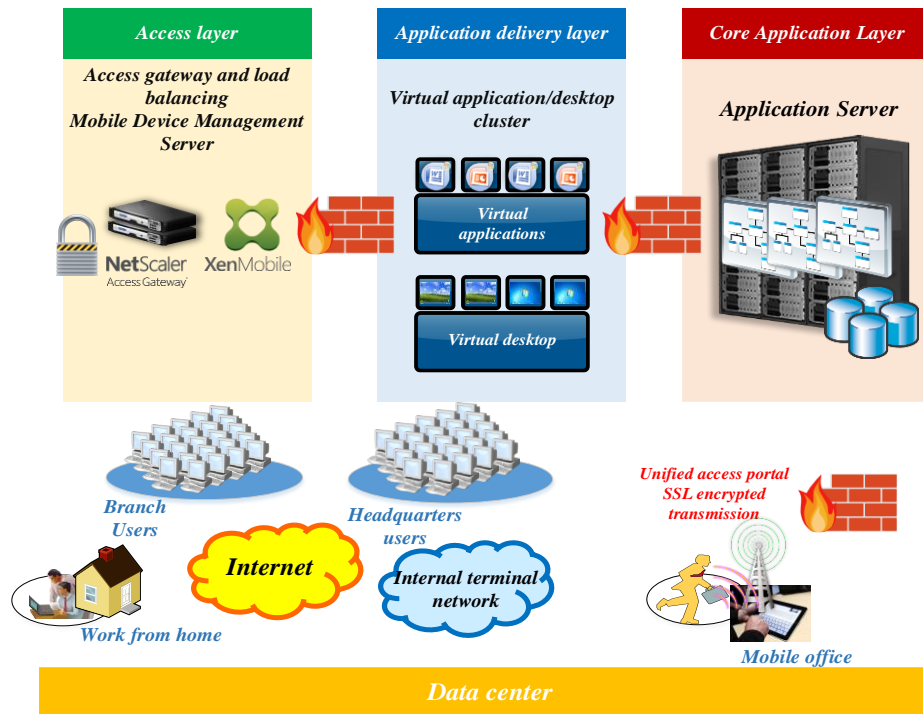 Access layer
Application delivery layer
Core Application Layer
Access gateway and load
balancing
Mobile Device Management
Server
Virtual application/desktop
cluster
Application Server
Virtual
applications
NetScaler
Access Gateway
XenMobile
Virtual desktop
Branch
Users
Headquarters
users
Unified access portal
SSL encrypted
transmission
Internet
Internal terminal
network
Work from home
Mobile office
Data center